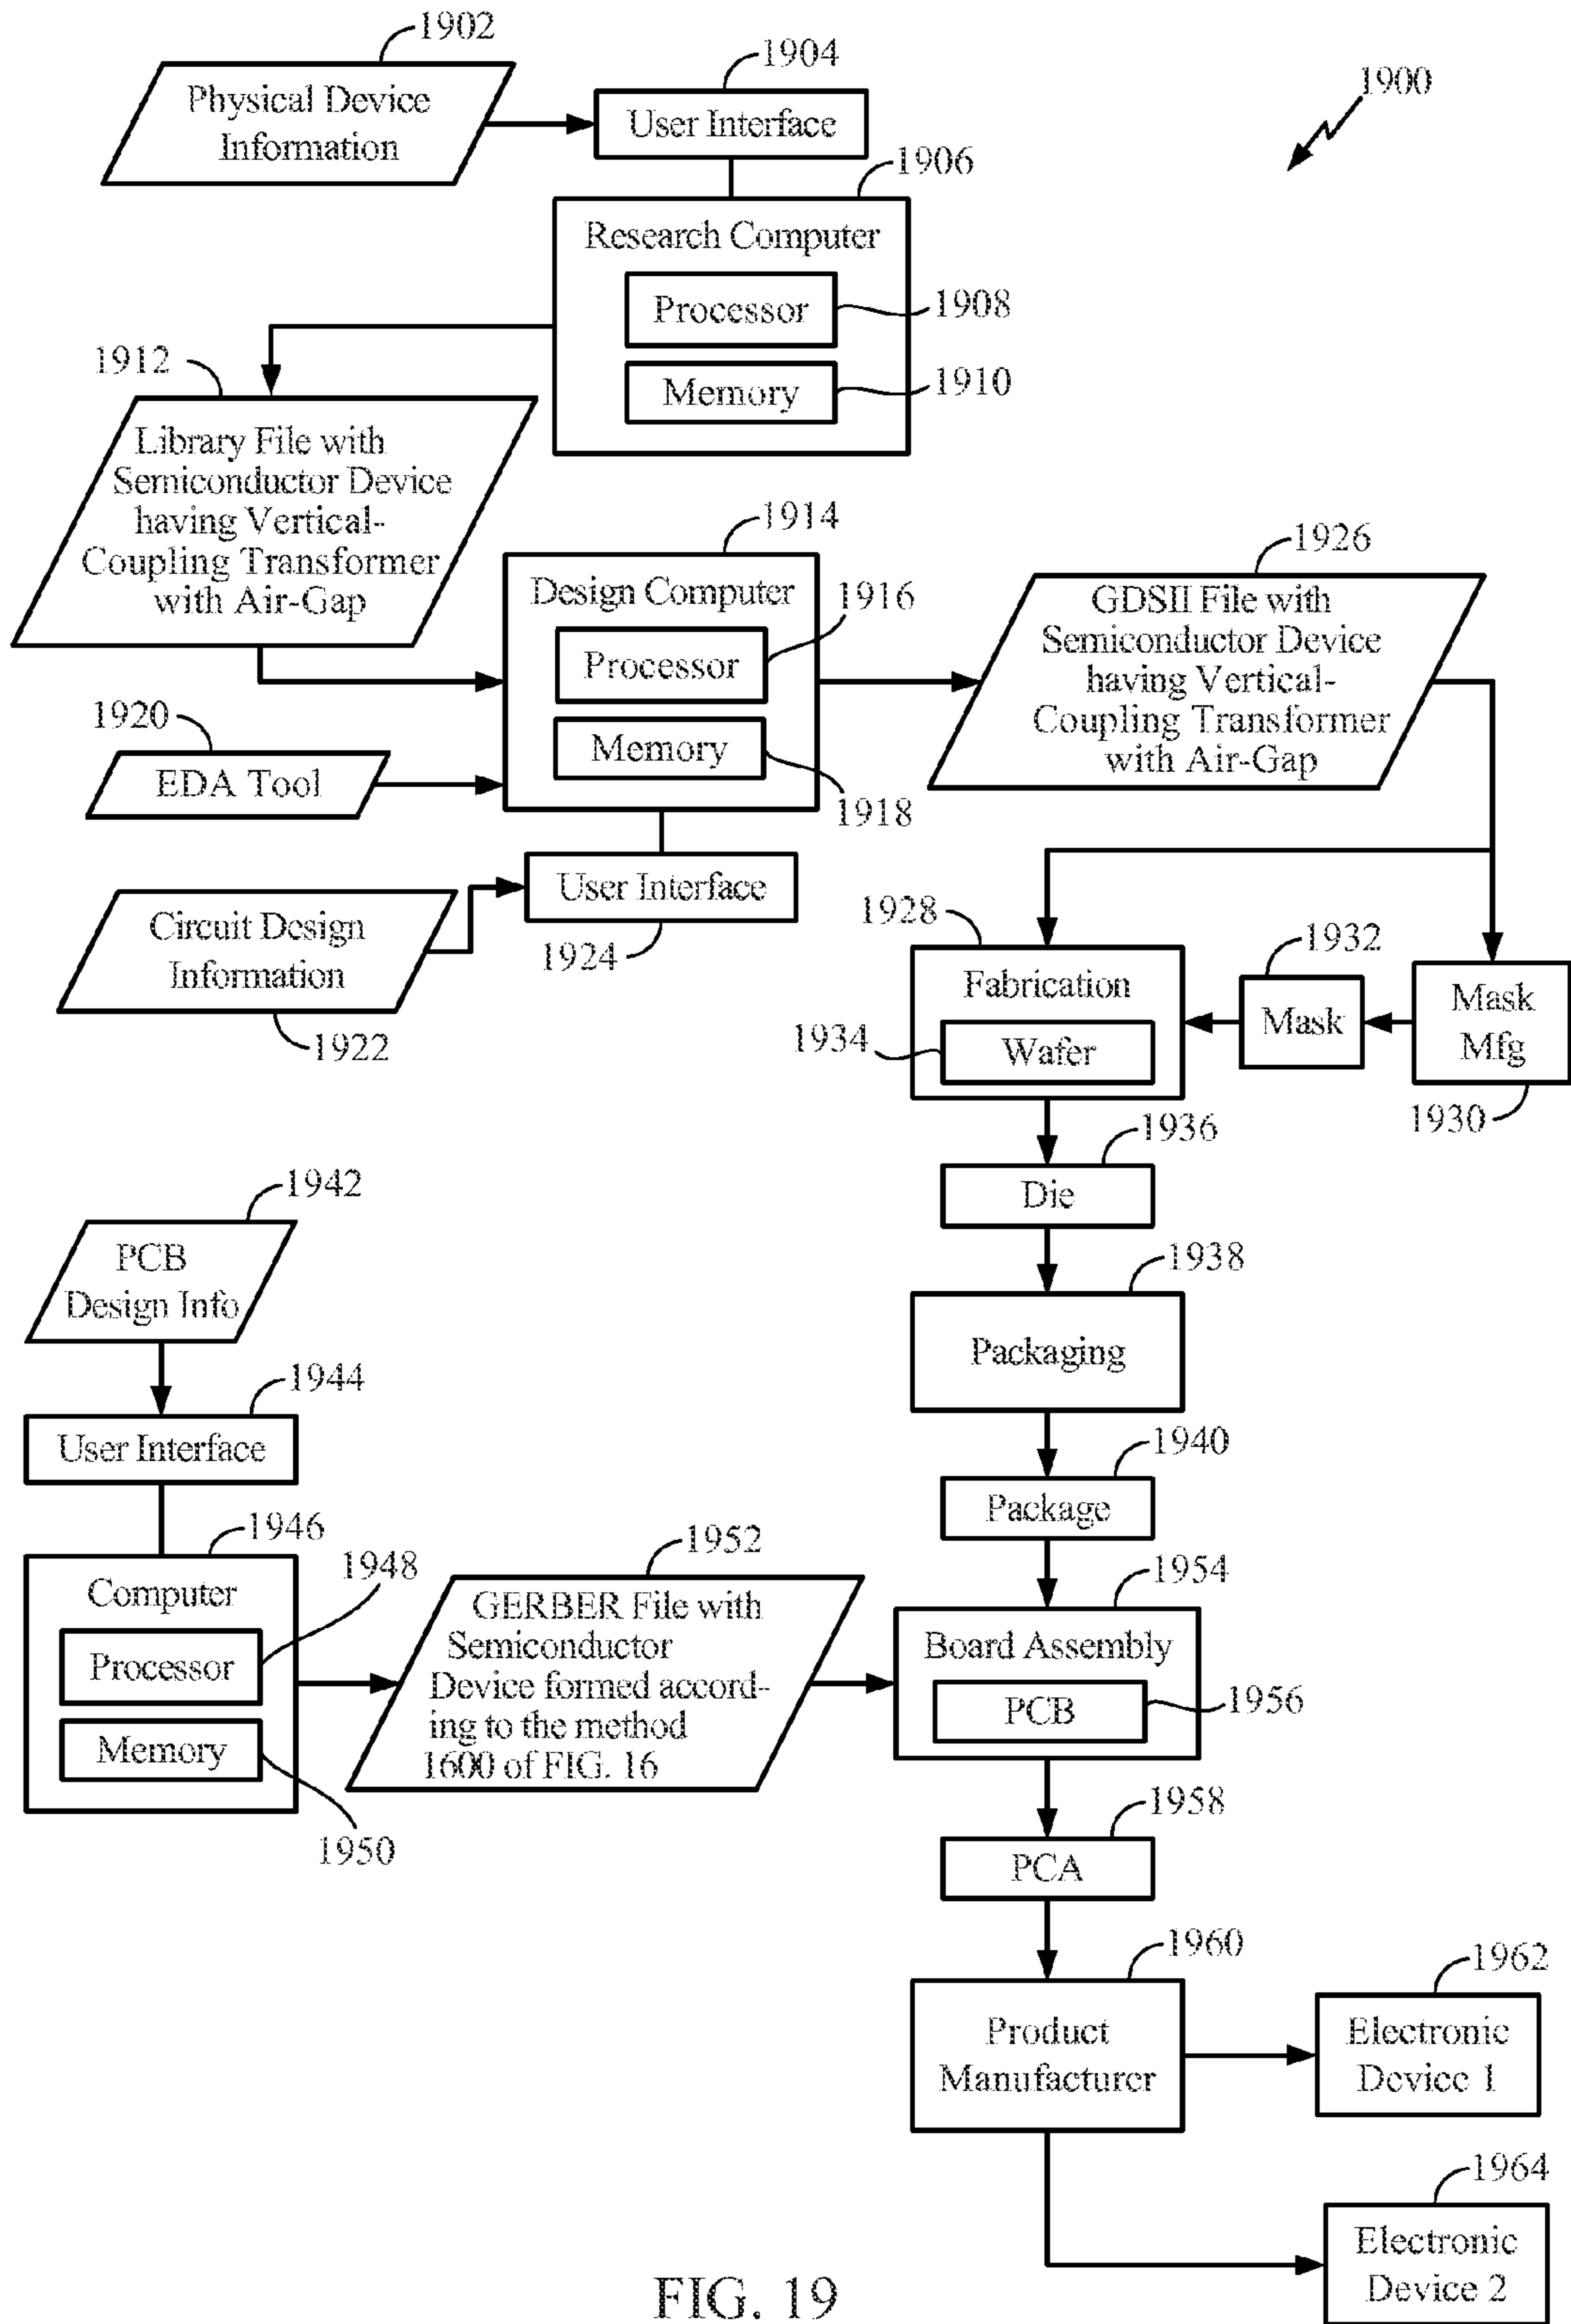 1902
Physical Device
Information
1904
User Interface
1900
1906
Research Computer
Processor
1908
Memory
1910
1912
Library File with
Semiconductor Device
having Vertical-
Coupling Transformer
with Air-Gap
1914
Design Computer
1916
Processor
Memory
1918
1920
EDA Tool
1926
GDSII File with
Semiconductor Device
having Vertical-
Coupling Transformer
with Air-Gap
User Interface
1924
Circuit Design
Information
1922
1928
Fabrication
1934
Wafer
1932
Mask
Mask
Mfg
1930
1936
Die
1938
Packaging
1940
Package
1942
PCB
Design Info
1944
User Interface
1946
Computer
1948
Processor
Memory
1950
1952
GERBER File with
Semiconductor
Device formed accord-
ing to the method
1600 of FIG. 16
1954
Board Assembly
PCB
1956
1958
PCA
1960
Product
Manufacturer
1962
Electronic
Device 1
1964
Electronic
Device 2
FIG. 19